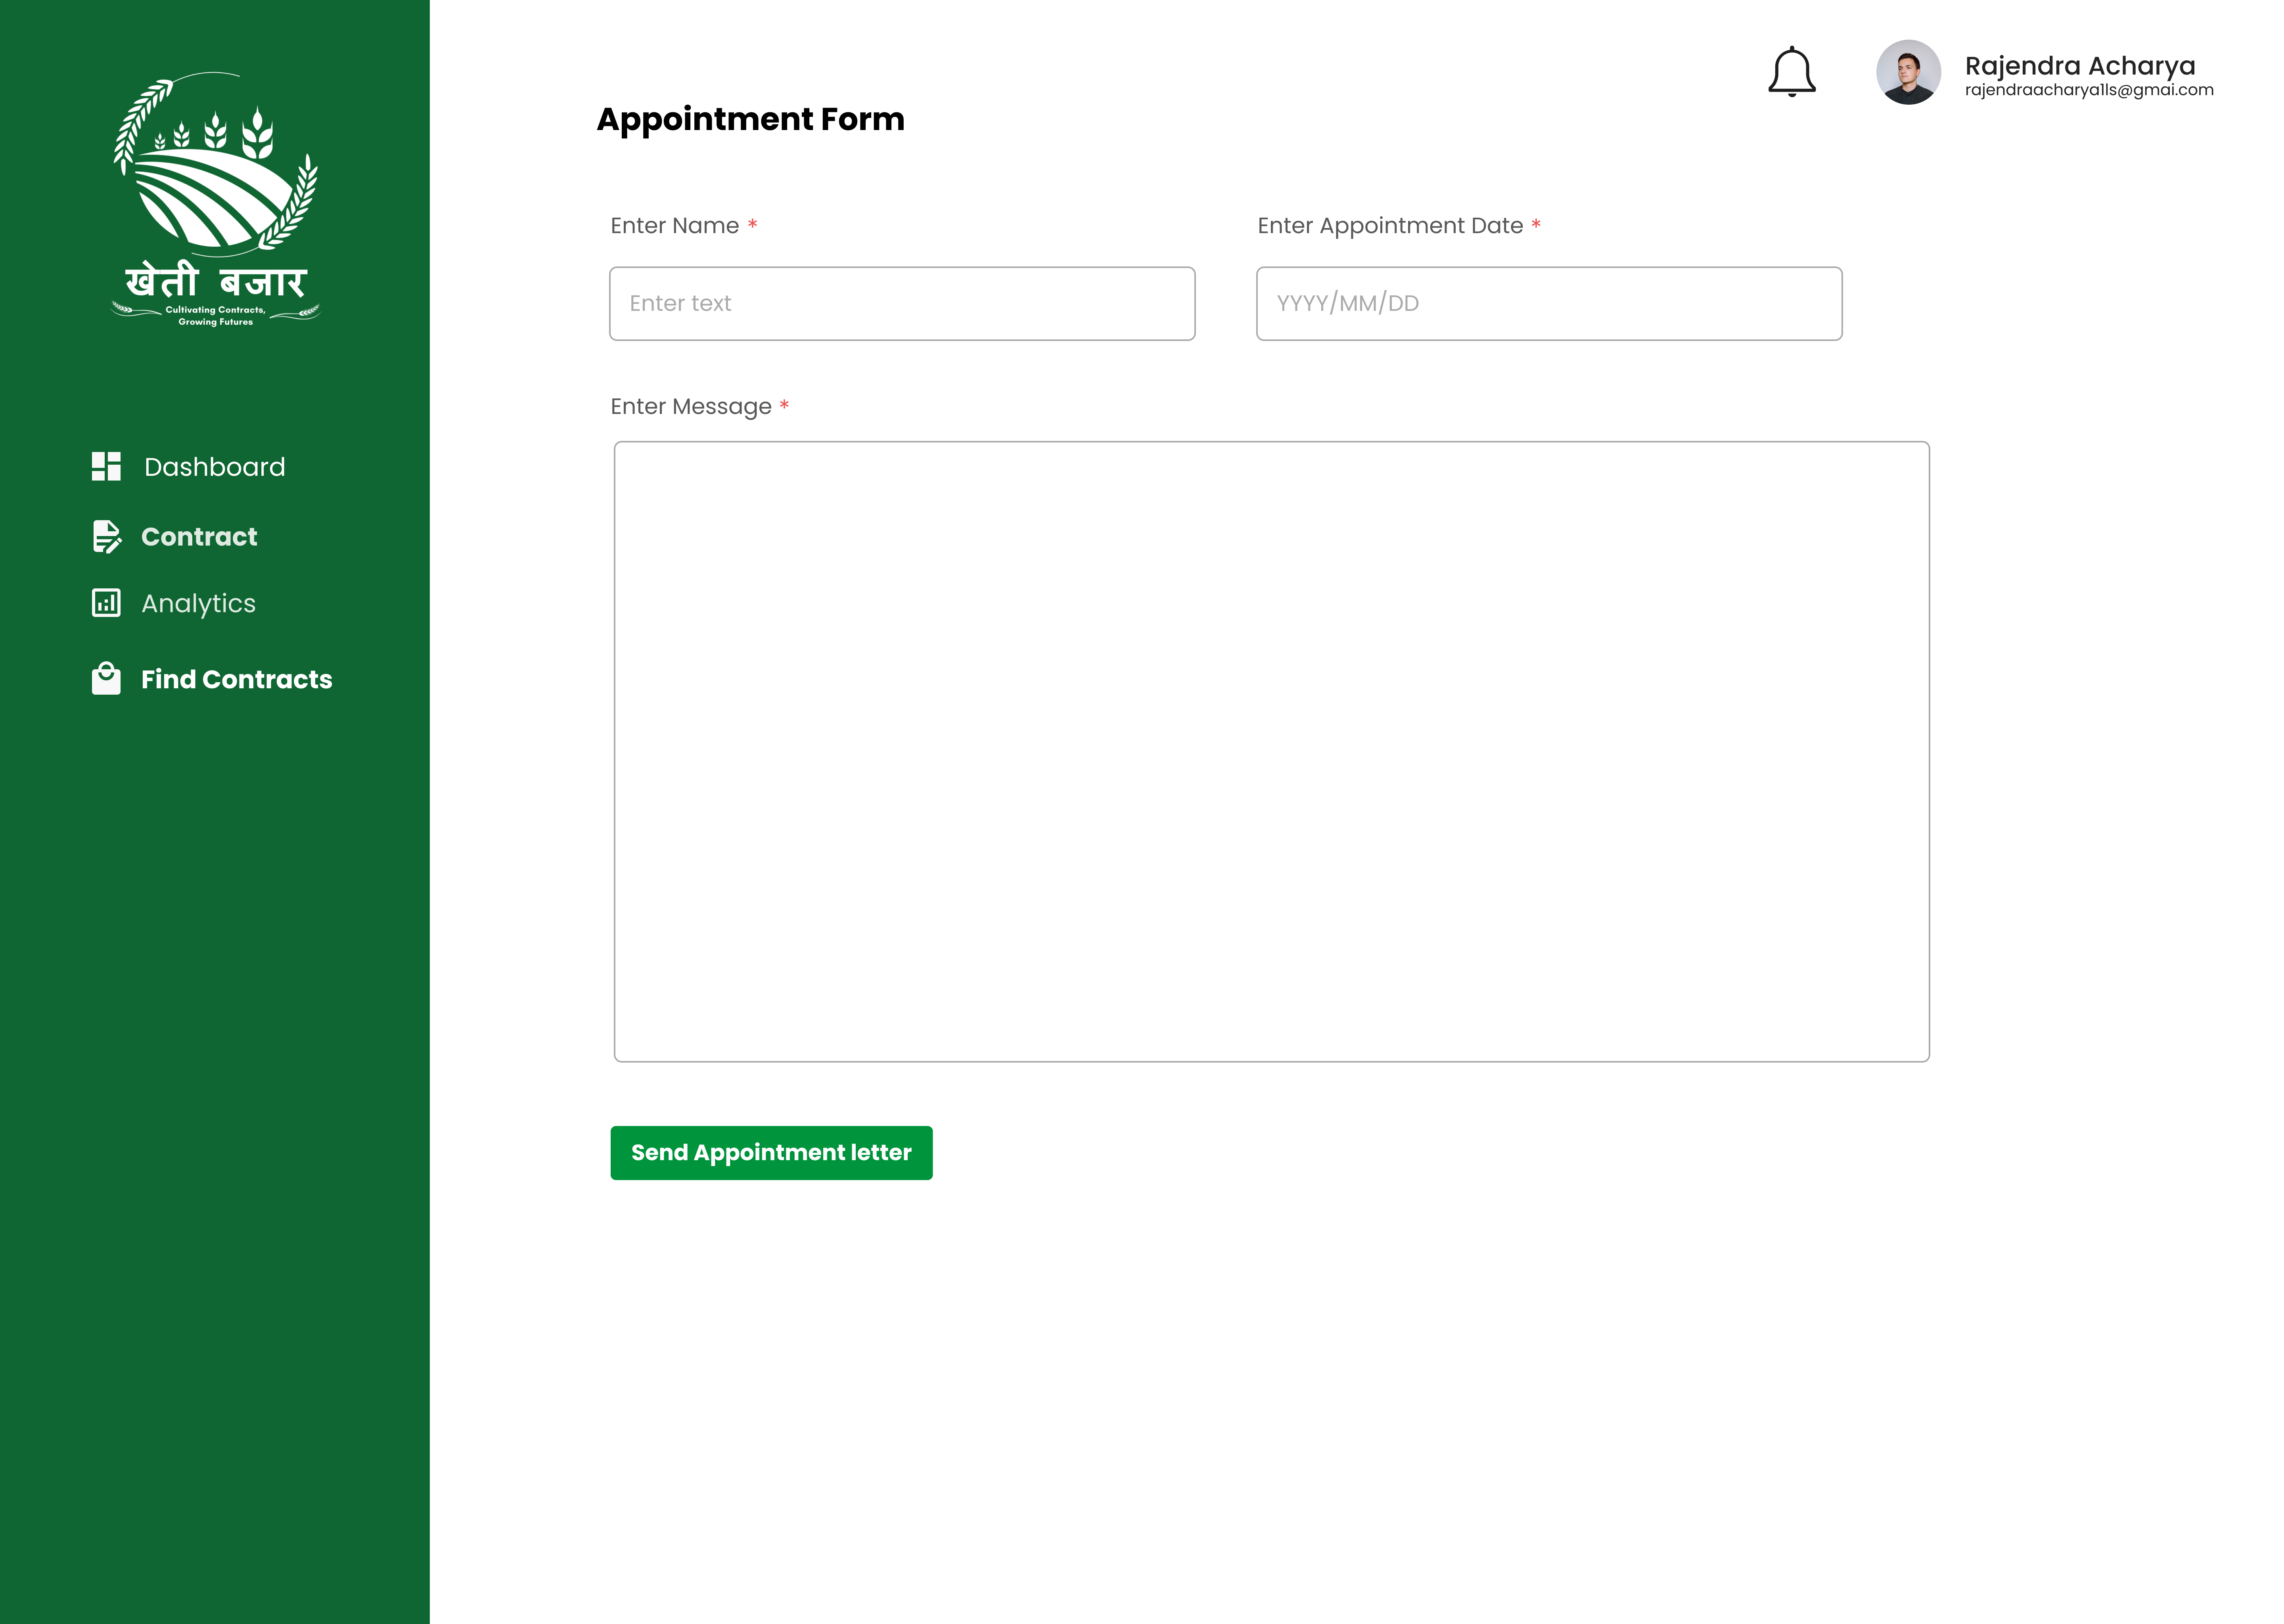 खेती बजार
Cultivating Contracts,
Growing Futures
Dashboard
Contract
Analytics
Find Contracts
Rajendra Acharya
rajendraacharya1ls@gmai.com
Appointment Form
Enter Name *
Enter Appointment Date *
Enter text
YYYY/MM/DD
Enter Message *
Send Appointment letter